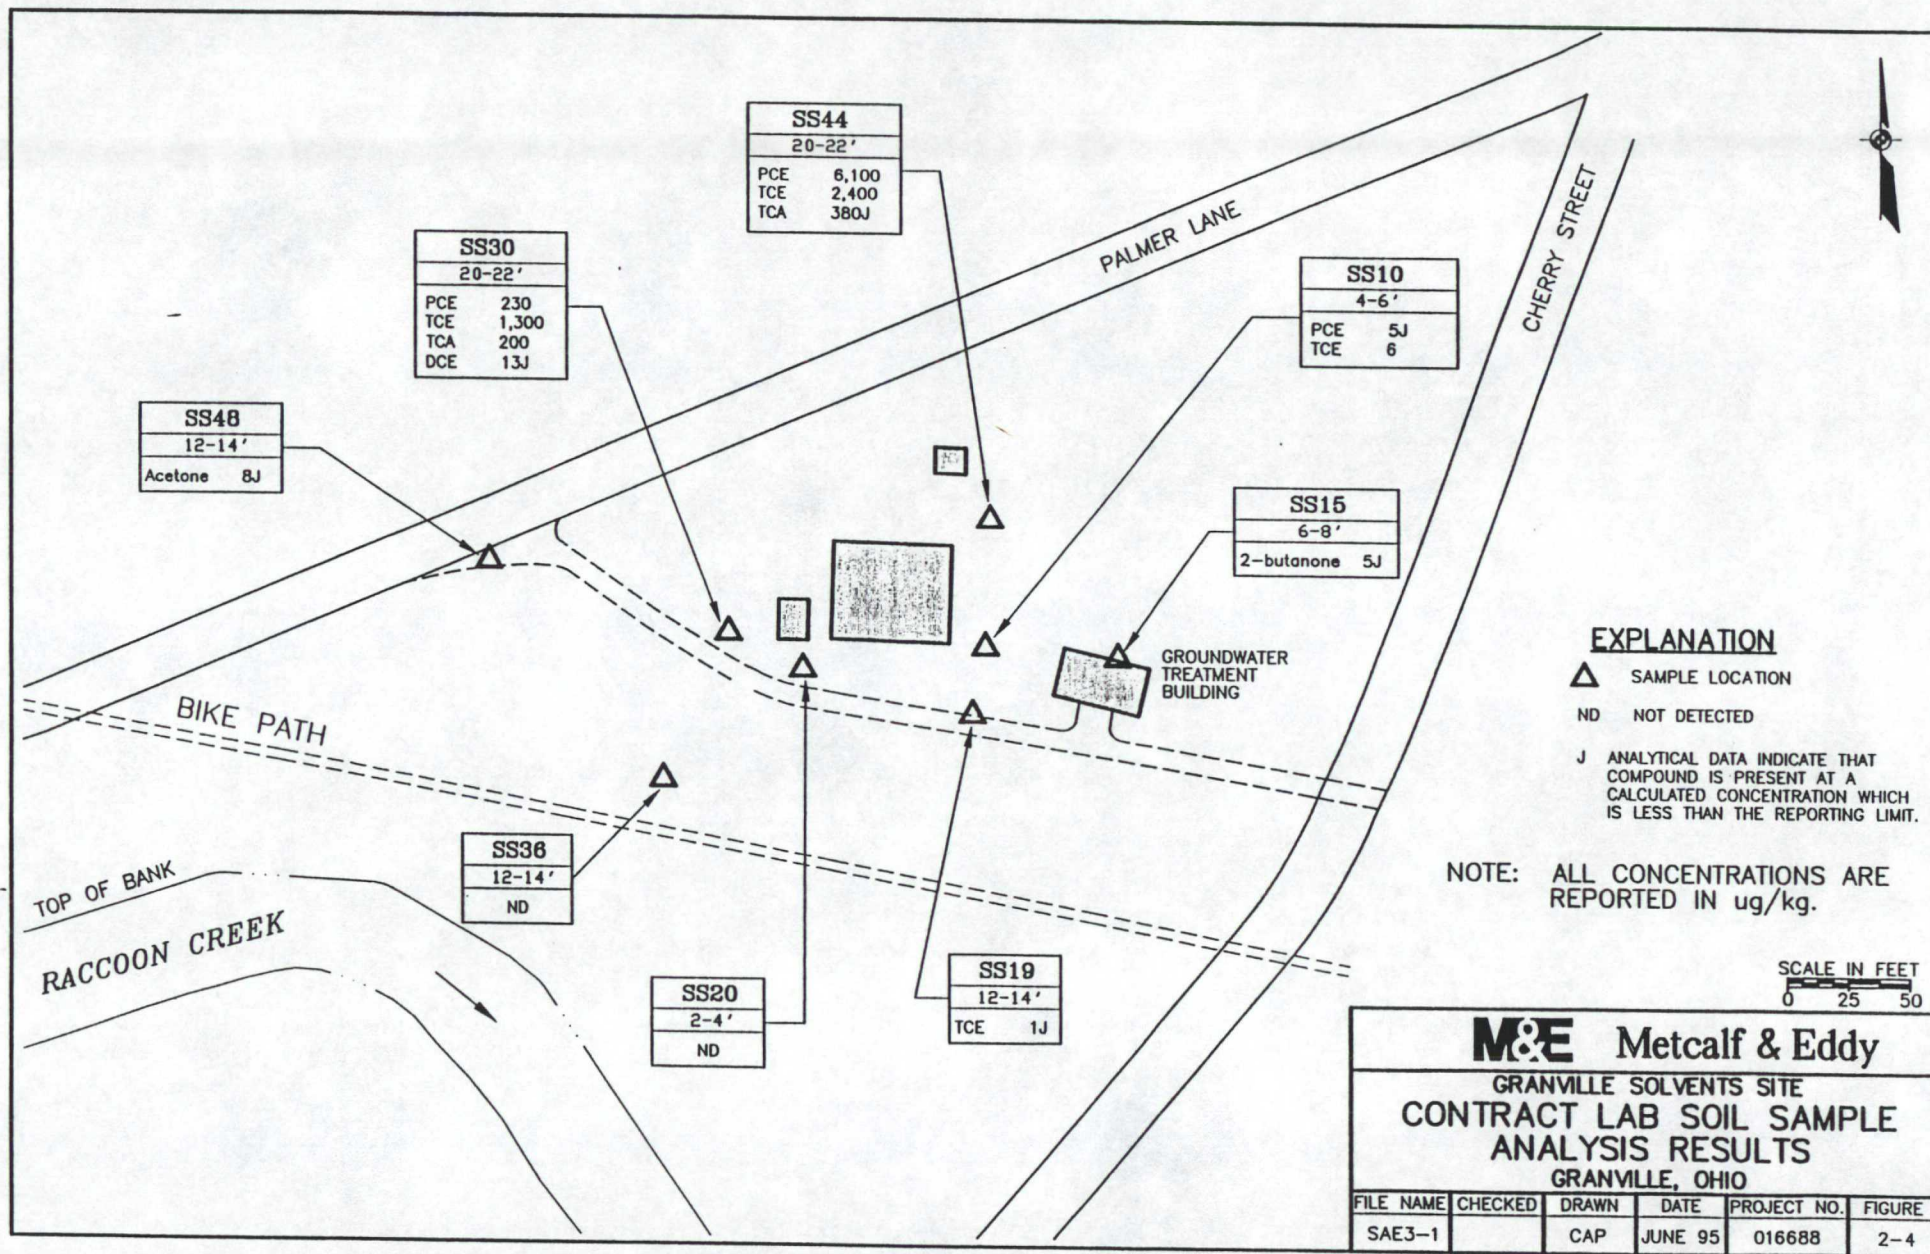 SS44
20-22'
PCE 6,100
TCE 2,400
TCA 380J
SS30
20-22'
PCE 230
TCE 1,300
TCA 200
DCE 13J
SS48
12-14'
Acetone 8J
PALMER LANE
CHERRY STREET
SS10
4-6'
PCE 5J
TCE 6
SS15
6-8'
2-butanone 5J
GROUNDWATER
TREATMENT
BUILDING
BIKE PATH
TOP OF BANK
RACCOON CREEK
SS36
12-14'
ND
SS20
2-4'
ND
SS19
12-14'
TCE 1J
EXPLANATION
SAMPLE LOCATION
ND NOT DETECTED
J ANALYTICAL DATA INDICATE THAT
COMPOUND IS PRESENT AT A
CALCULATED CONCENTRATION WHICH
IS LESS THAN THE REPORTING LIMIT.
NOTE: ALL CONCENTRATIONS ARE
REPORTED IN ug/kg.
SCALE IN FEET
0 25 50
M&E Metcalf & Eddy
GRANVILLE SOLVENTS SITE
CONTRACT LAB SOIL SAMPLE
ANALYSIS RESULTS
GRANVILLE, OHIO
FILE NAME CHECKED DRAWN DATE PROJECT NO. FIGURE
SAE3-1 CAP JUNE 95 016688 2-4